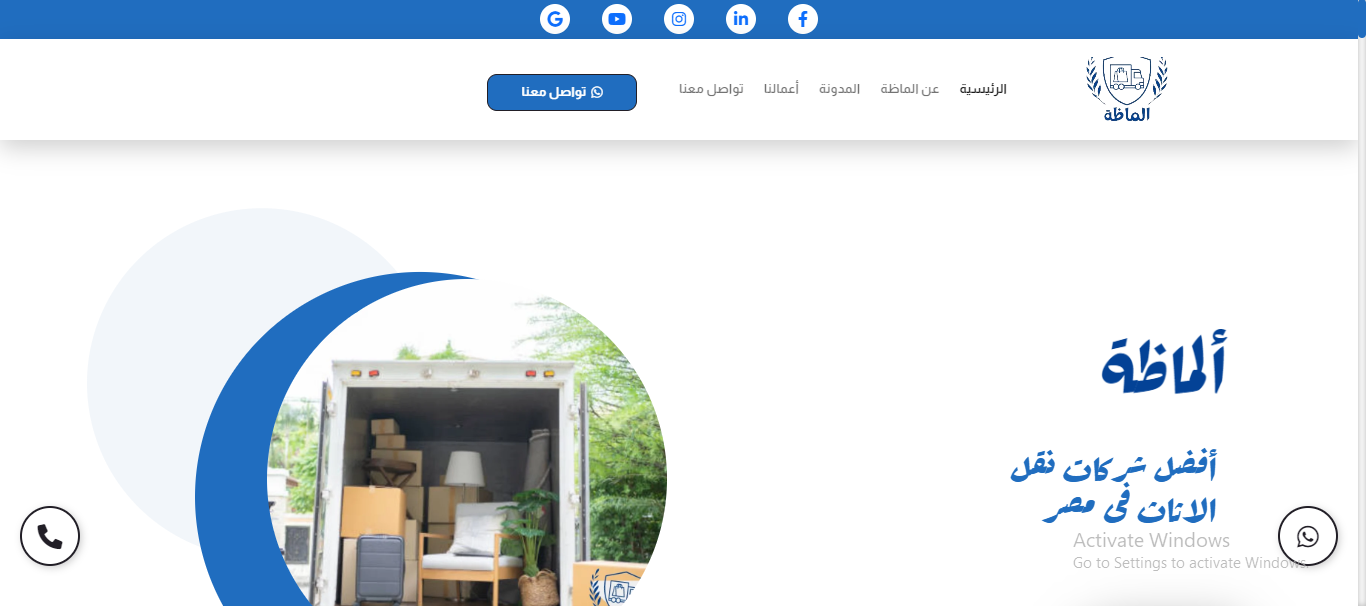 الماظة
الرئيسية
عن الماظة
المدونة
أعمالنا
تواصل معنا
تواصل معنا
ألماظة
أفضل شركات نقل
الاثاث فى مصر
Activate Windows
Go to Settings to activate Windows.